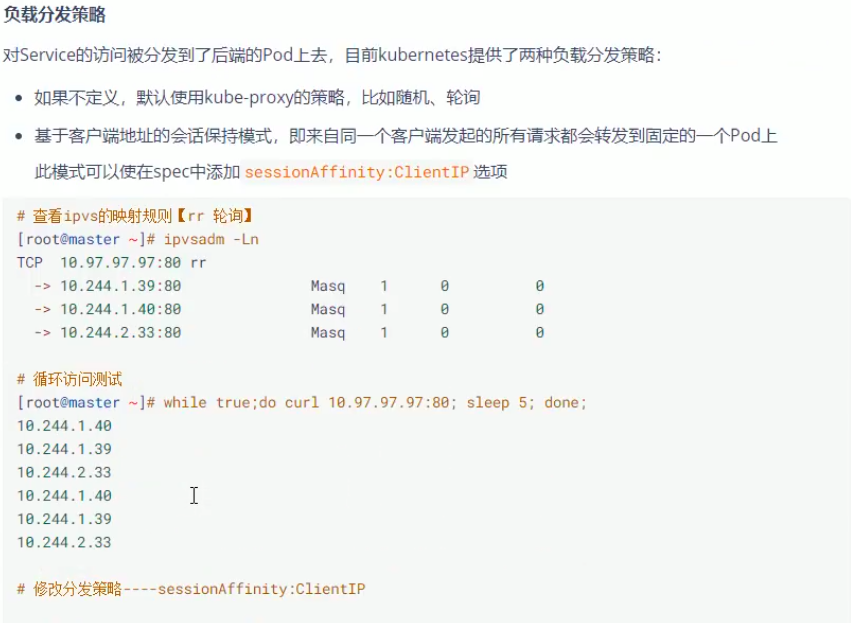 负载分发策略
对Service的访问被分发到了后端的Pod上去，目前kubernetes提供了两种负载分发策略：
• 如果不定义，默认使用kube-proxy的策略，比如随机、轮询
• 基于客户端地址的会话保持模式，即来自同一个客户端发起的所有请求都会转发到固定的一个Pod上
此模式可以使在spec中添加 sessionAffinity:ClientIP 选项
# 查看ipvs的映射规则【rr 轮询】
[root@master ~]# ipvsadm -Ln
TCP  10.97.97.97:80 rr
  -> 10.244.1.39:80               Masq    1      0          0
  -> 10.244.1.40:80               Masq    1      0          0
  -> 10.244.2.33:80               Masq    1      0          0
# 循环访问测试
[root@master ~]# while true;do curl 10.97.97.97:80; sleep 5; done;
10.244.1.40
10.244.1.39
10.244.2.33
10.244.1.40
10.244.1.39
10.244.2.33
# 修改分发策略----sessionAffinity:ClientIP